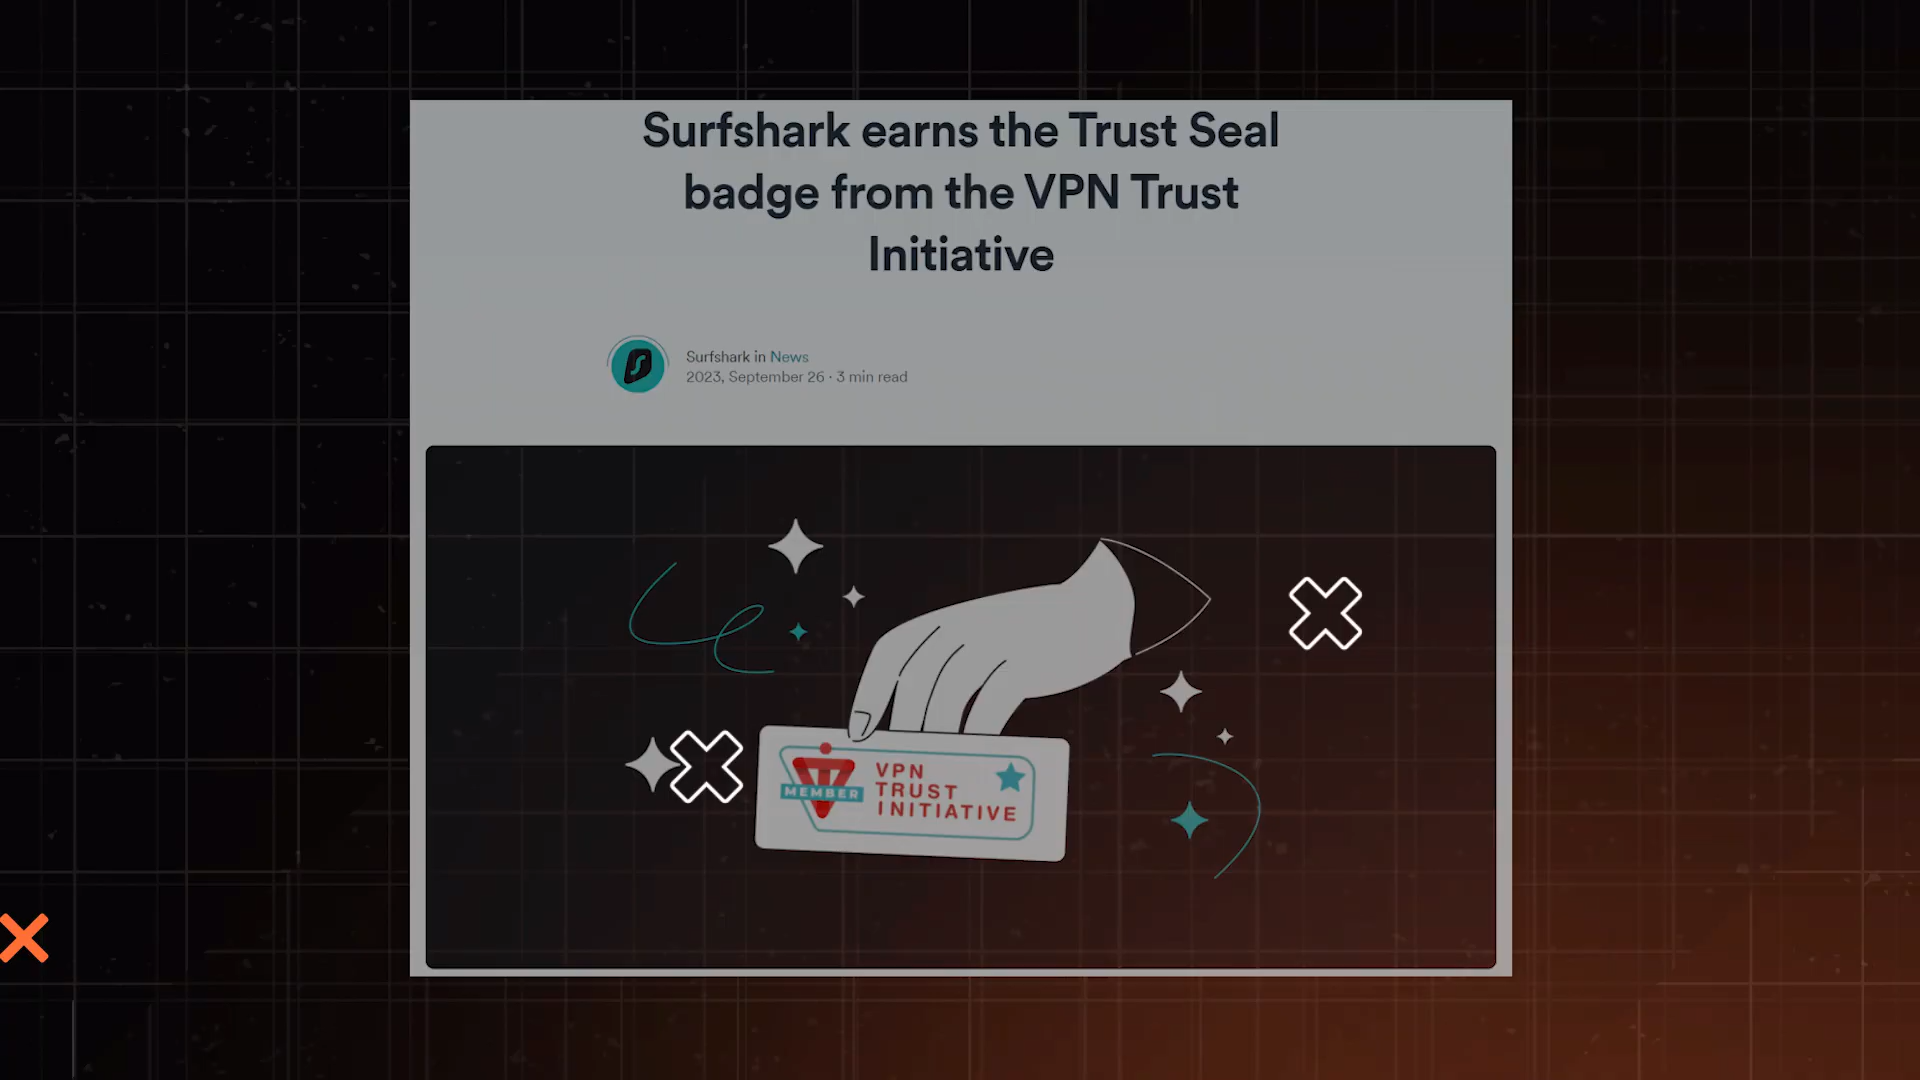 Surfshark earns the Trust Seal
badge from the VPN Trust
Initiative
Surfshark in News
2023, September 26 · 3 min read
MEMBER
VPN
TRUST
INITIATIVE